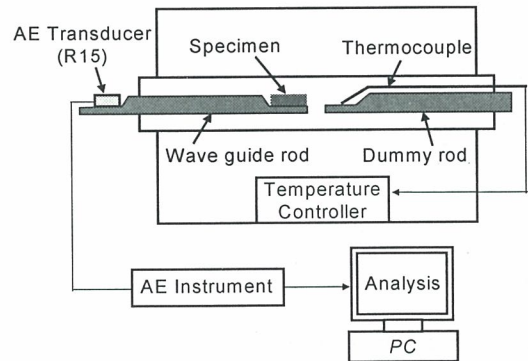 AE Transducer
(R15)
Specimen
Thermocouple
Wave guide rod
Dummy rod
Temperature
Controller
AE Instrument
Analysis
PC